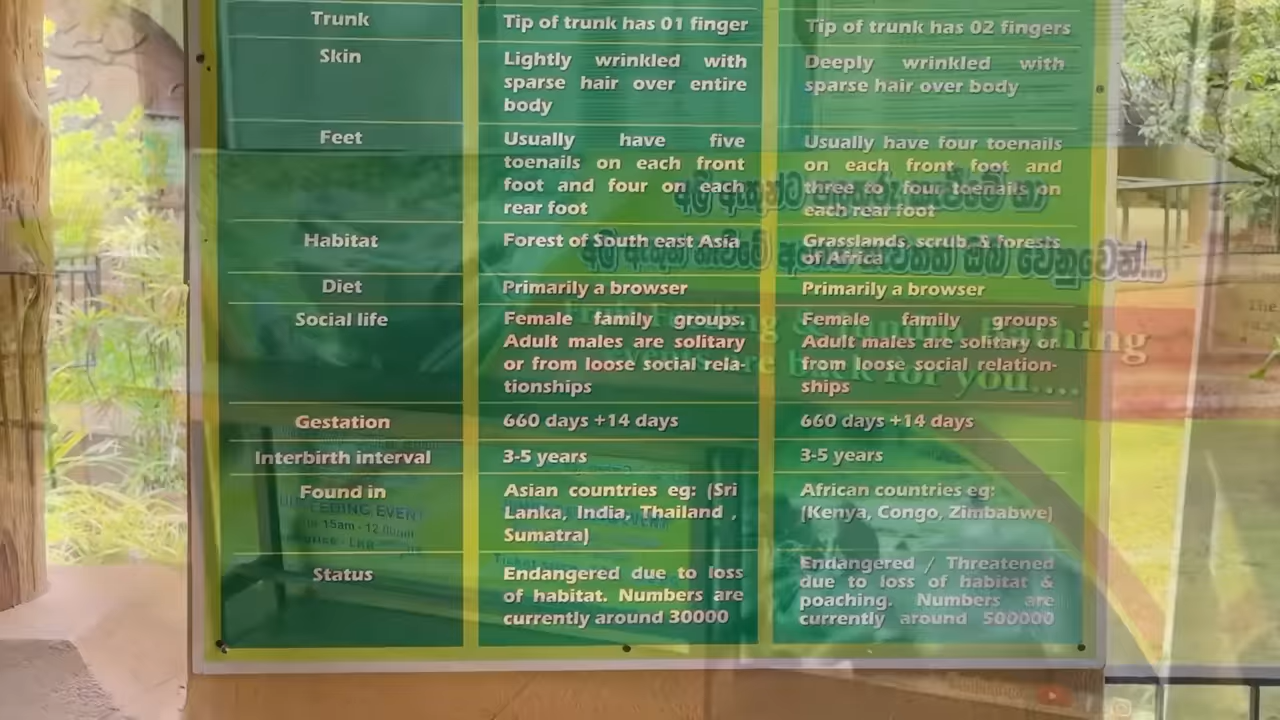 Trunk
Tip of trunk has 01 finger
Tip of trunk has 02 fingers
Skin
Lightly wrinkled with
sparse hair over entire
body
Deeply wrinkled with
sparse hair over body
Feet
Usually have five
toenails on each front
foot and four on each
rear foot
Usually have four toenails
on each front foot and
three to four toenails on
each rear foot
Habitat
Forest of South east Asia
Grasslands, scrub, & forests
of Africa
Diet
Primarily a browser
Primarily a browser
Social life
Female family groups.
Adult males are solitary
or from loose social rela-
tionships
Female family groups
Adult males are solitary or
from loose social relation-
ships
Gestation
660 days +14 days
660 days +14 days
Interbirth interval
3-5 years
3-5 years
Found in
Asian countries eg: (Sri
Lanka, India, Thailand ,
Sumatra)
African countries eg:
(Kenya, Congo, Zimbabwe)
Status
Endangered due to loss
of habitat. Numbers are
currently around 30000
Endangered / Threatened
due to loss of habitat &
poaching. Numbers are
currently around 500000
back for you....